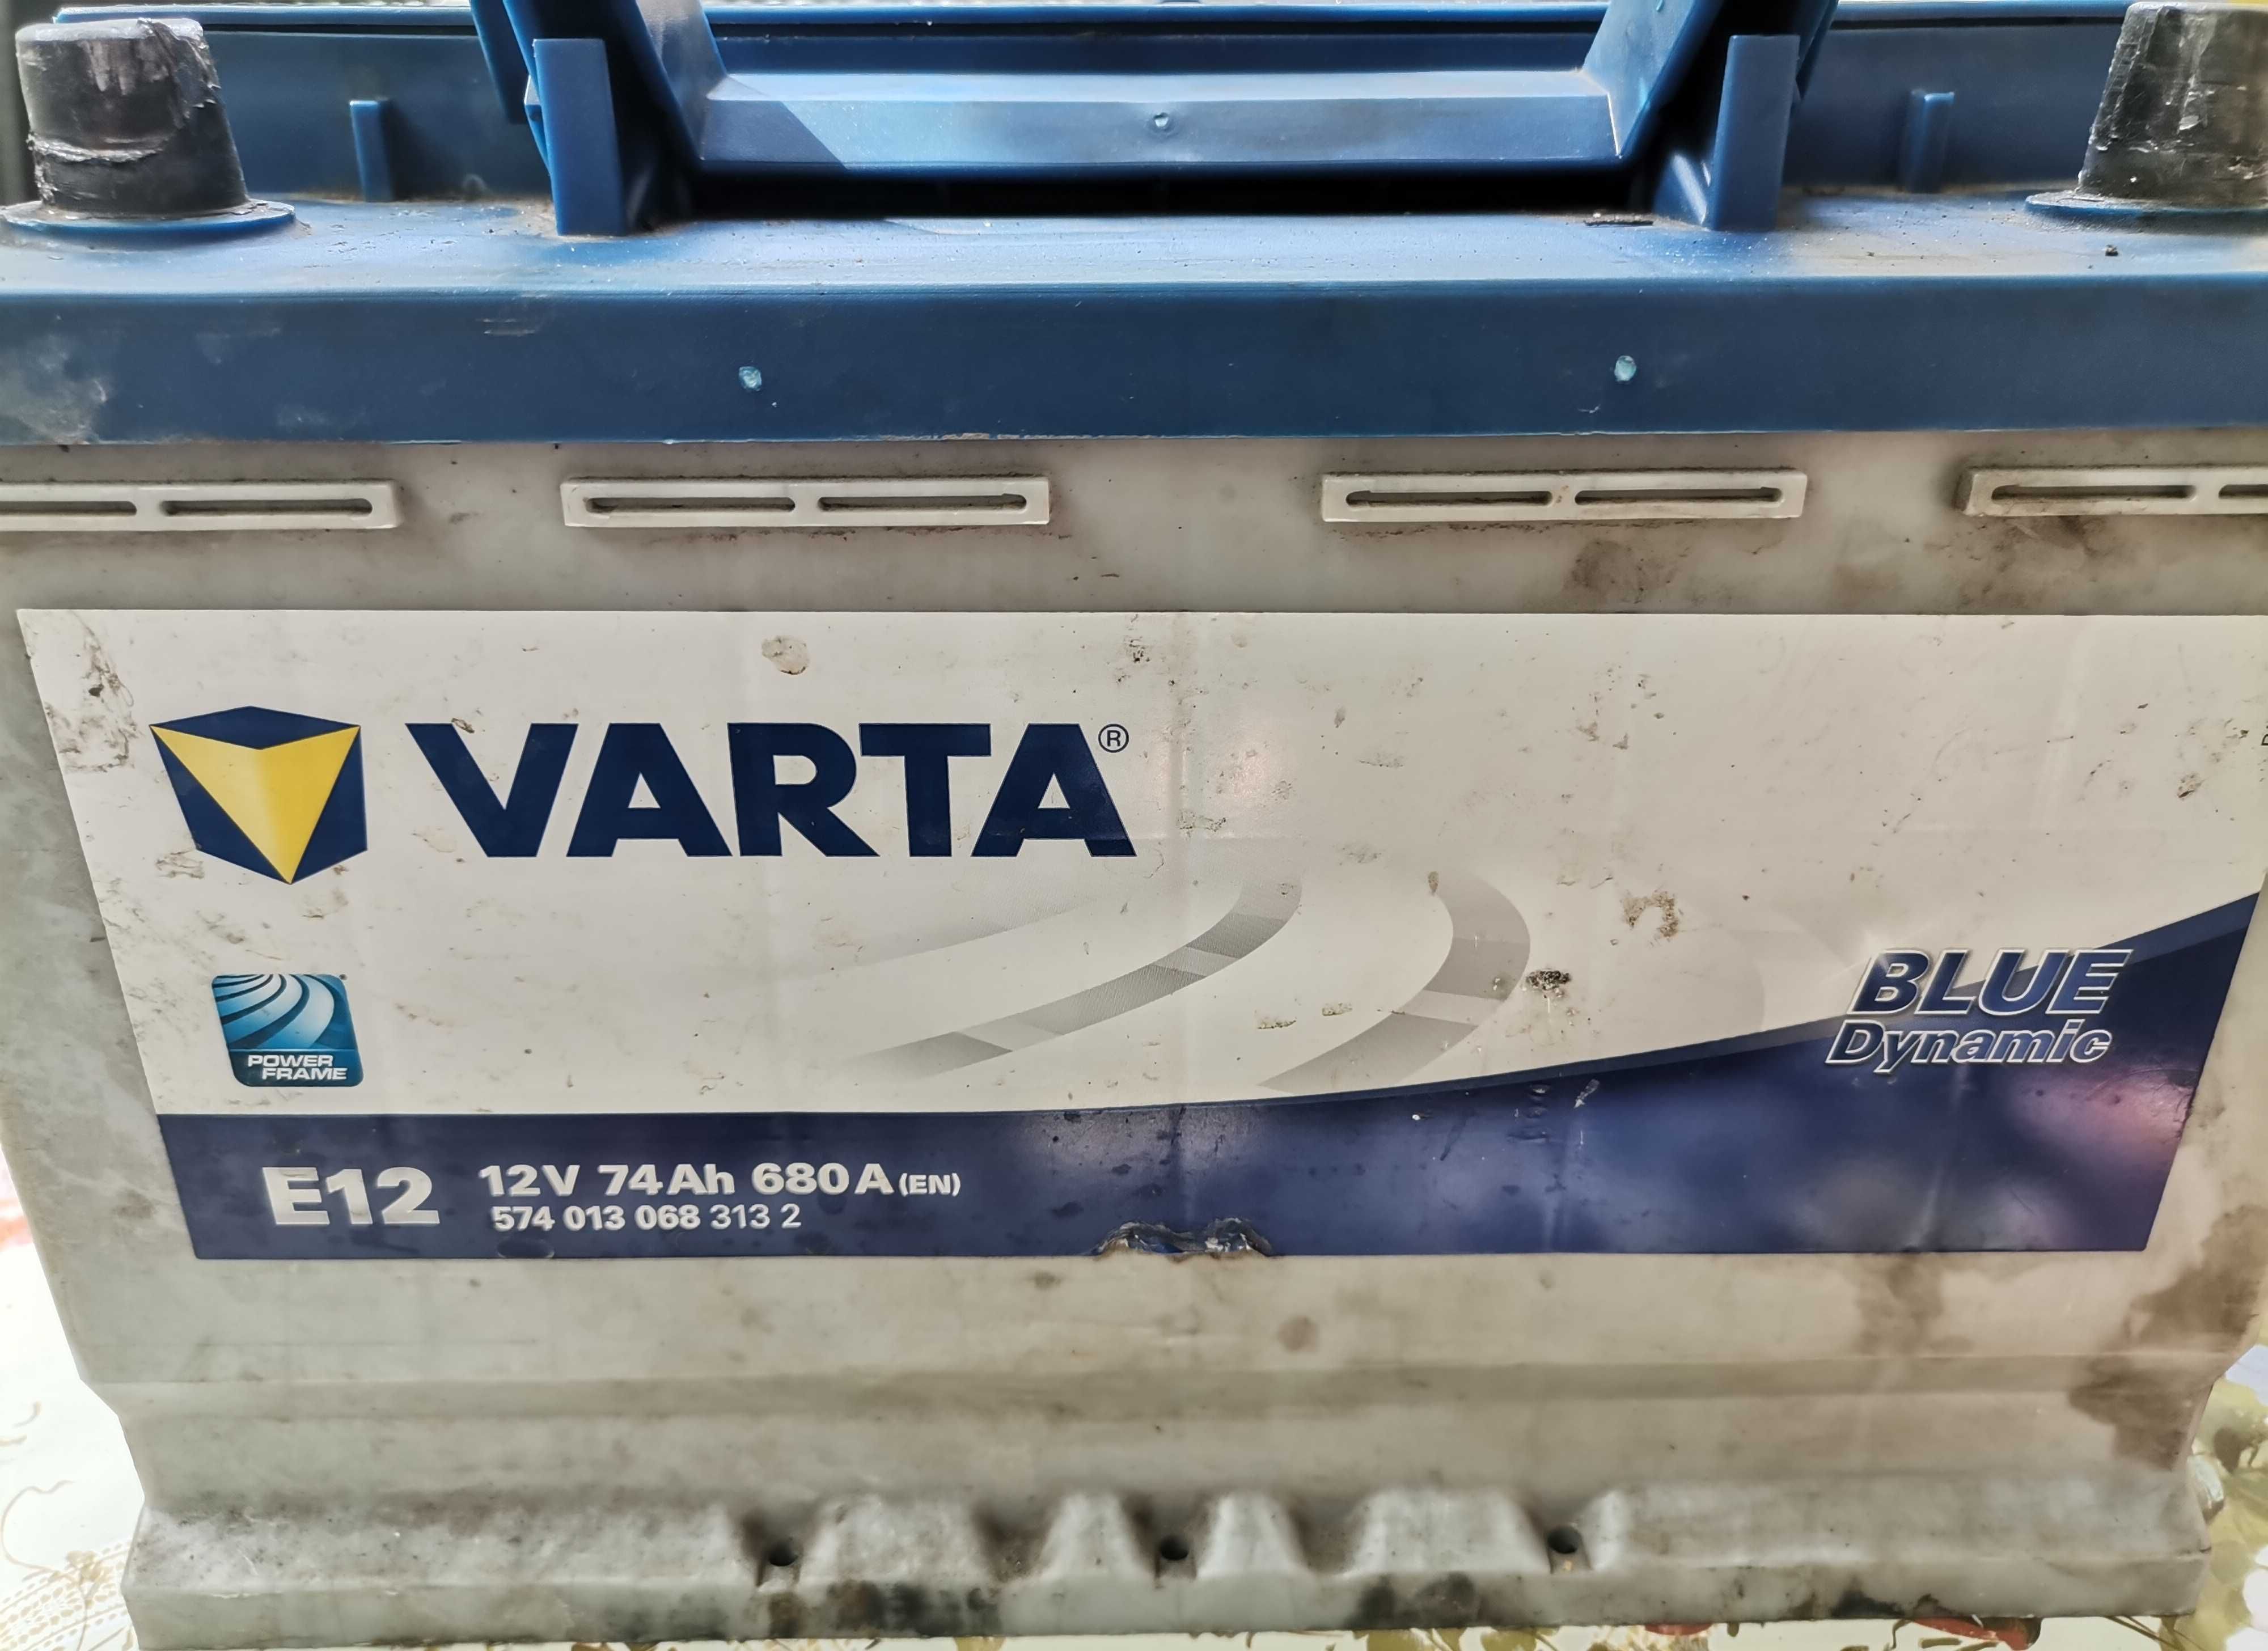 VARTA®
BLUE
Dynamic
POWER
FRAME
E12 12V 74Ah 680A (EN)
574 013 068 313 2